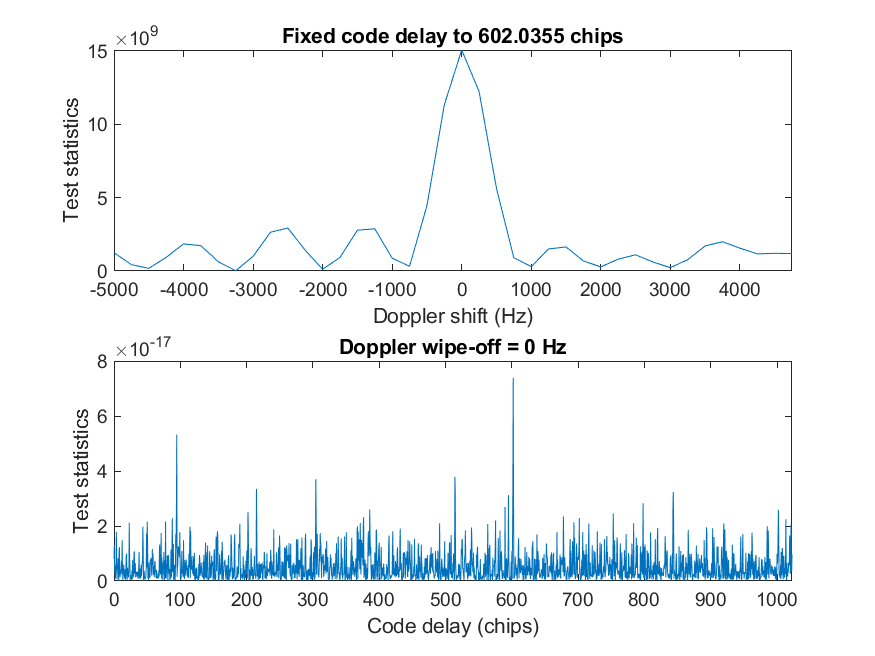 ×10^9
Fixed code delay to 602.0355 chips
15
10
5
0
Test statistics
-5000 -4000 -3000 -2000 -1000 0 1000 2000 3000 4000
Doppler shift (Hz)
×10^-17
Doppler wipe-off = 0 Hz
8
6
4
2
0
Test statistics
0 100 200 300 400 500 600 700 800 900 1000
Code delay (chips)